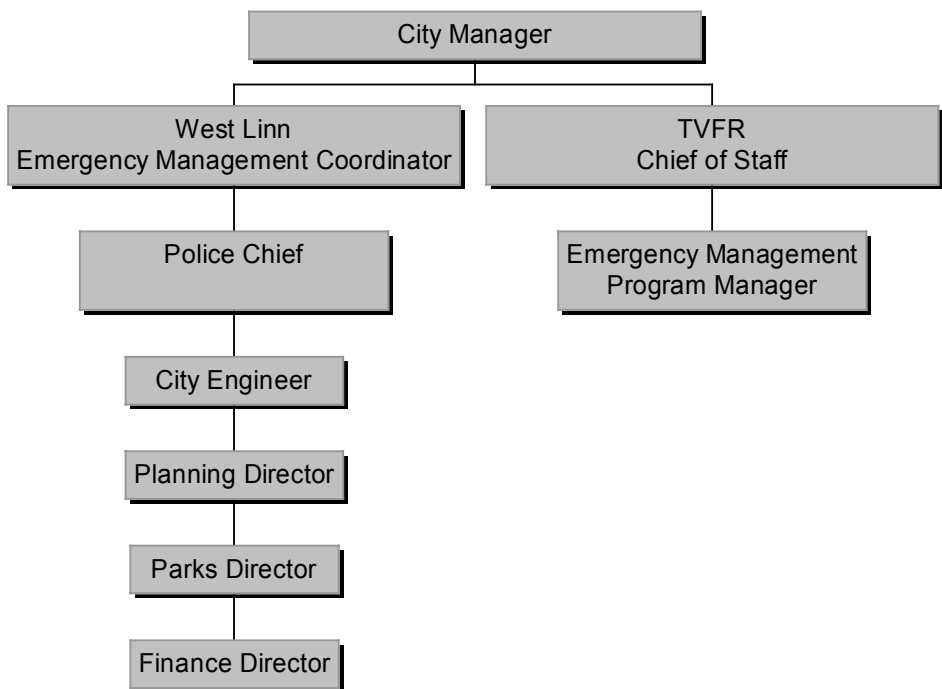 City Manager
West Linn
Emergency Management Coordinator
TVFR
Chief of Staff
Police Chief
Emergency Management
Program Manager
City Engineer
Planning Director
Parks Director
Finance Director